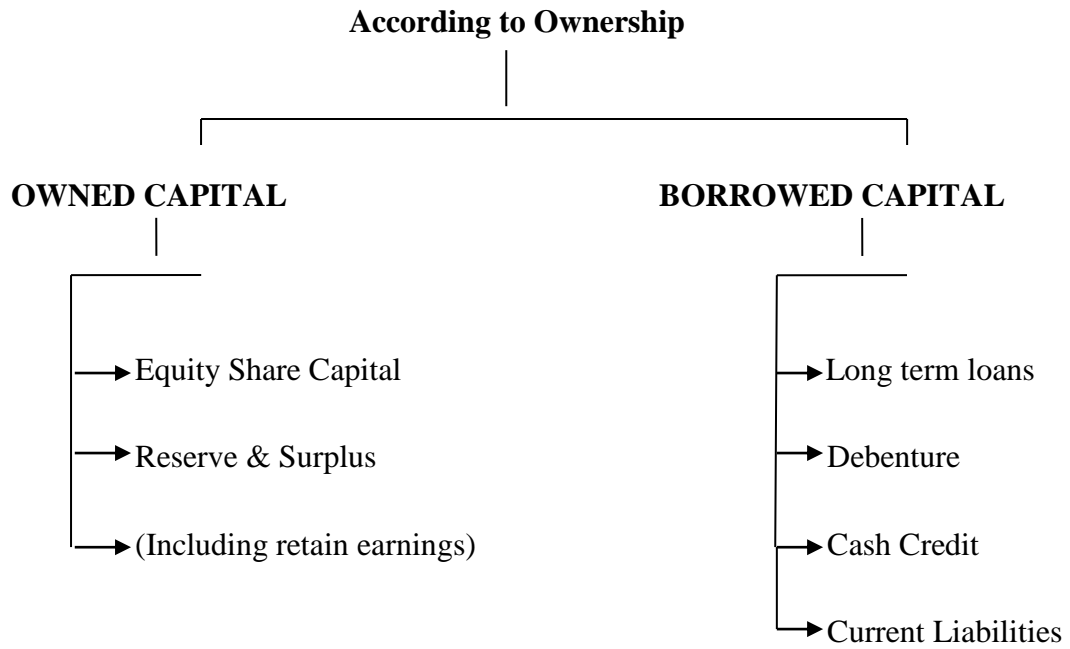 According to Ownership
OWNED CAPITAL
Equity Share Capital
Reserve & Surplus
(Including retain earnings)
BORROWED CAPITAL
Long term loans
Debenture
Cash Credit
Current Liabilities